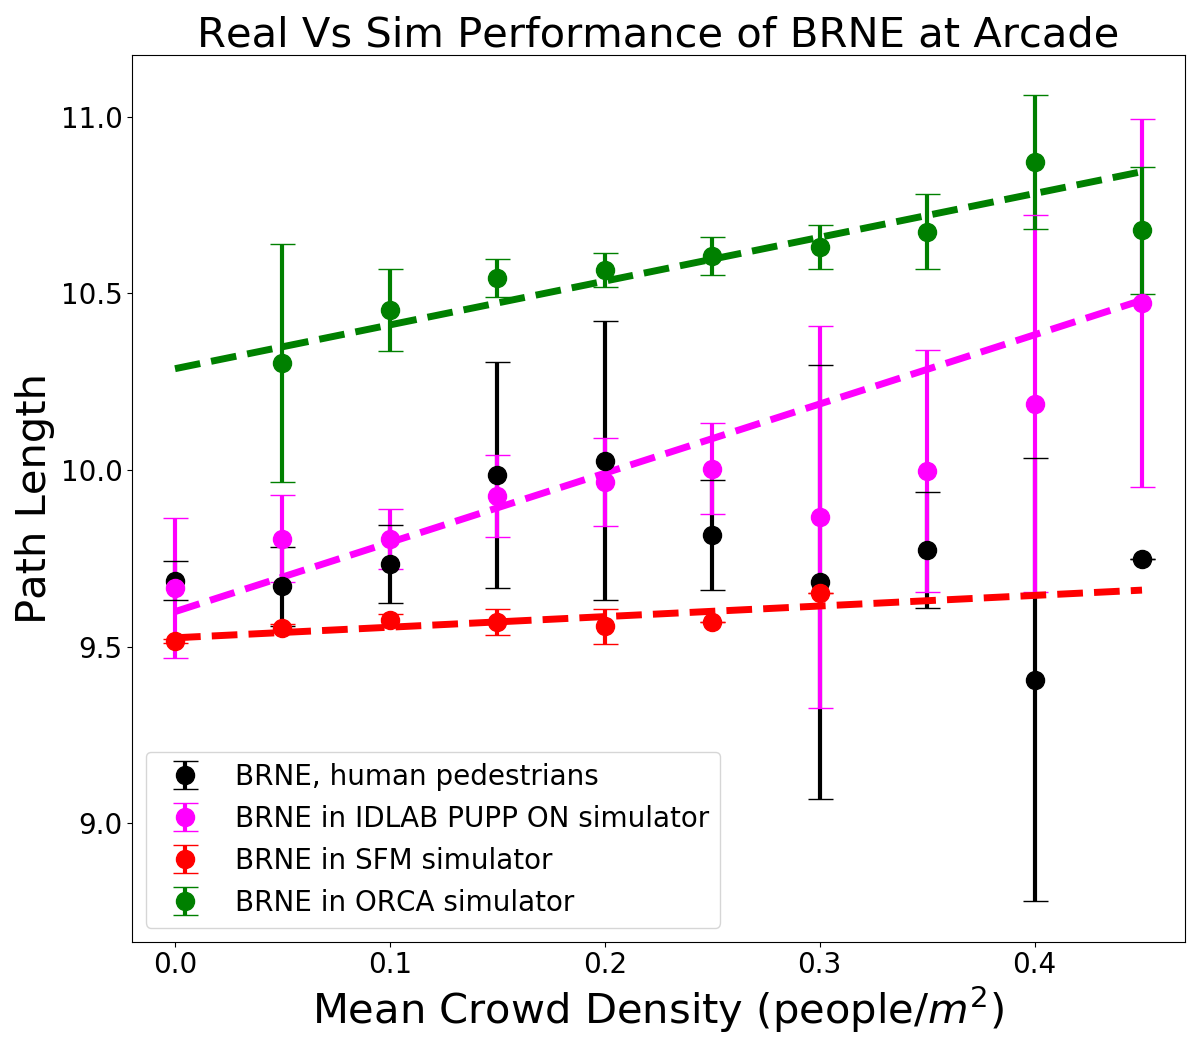 Real Vs Sim Performance of BRNE at Arcade
11.0
10.5
10.0
9.5
9.0
Path Length
BRNE, human pedestrians
BRNE in IDLAB PUPP ON simulator
BRNE in SFM simulator
BRNE in ORCA simulator
0.0 0.1 0.2 0.3 0.4
Mean Crowd Density (people/m²)